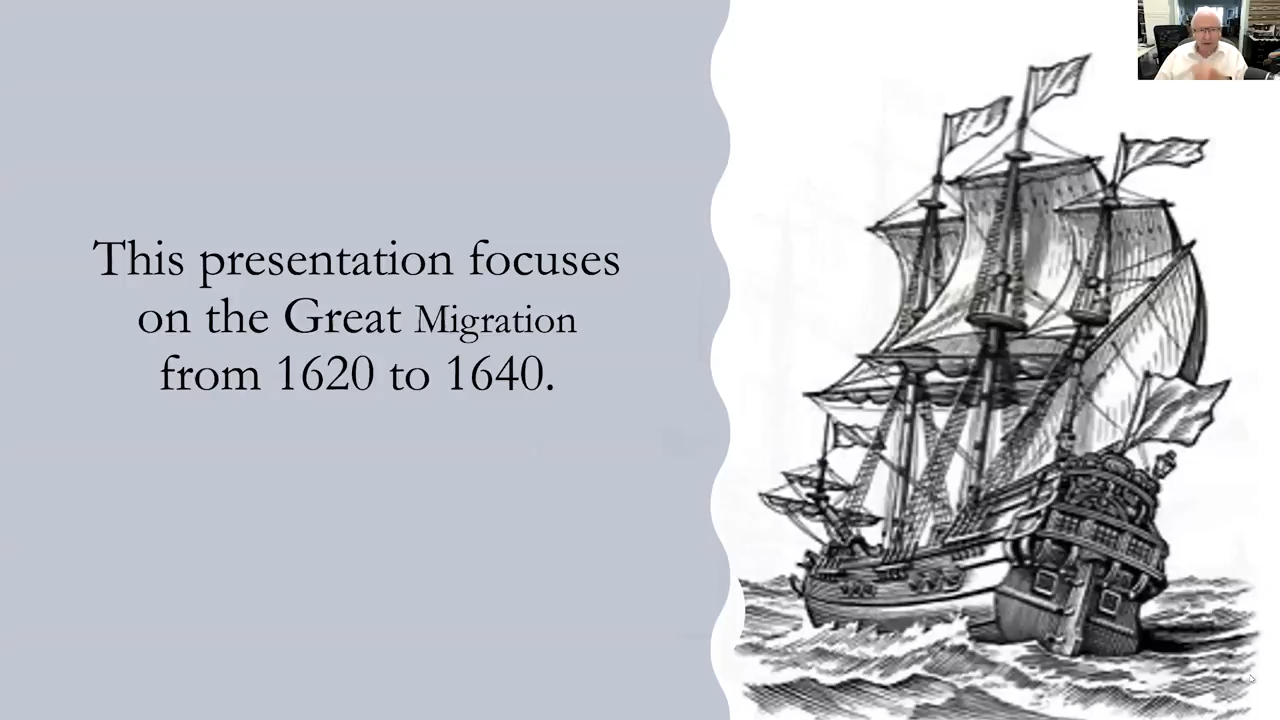 This presentation focuses
on the Great Migration
from 1620 to 1640.